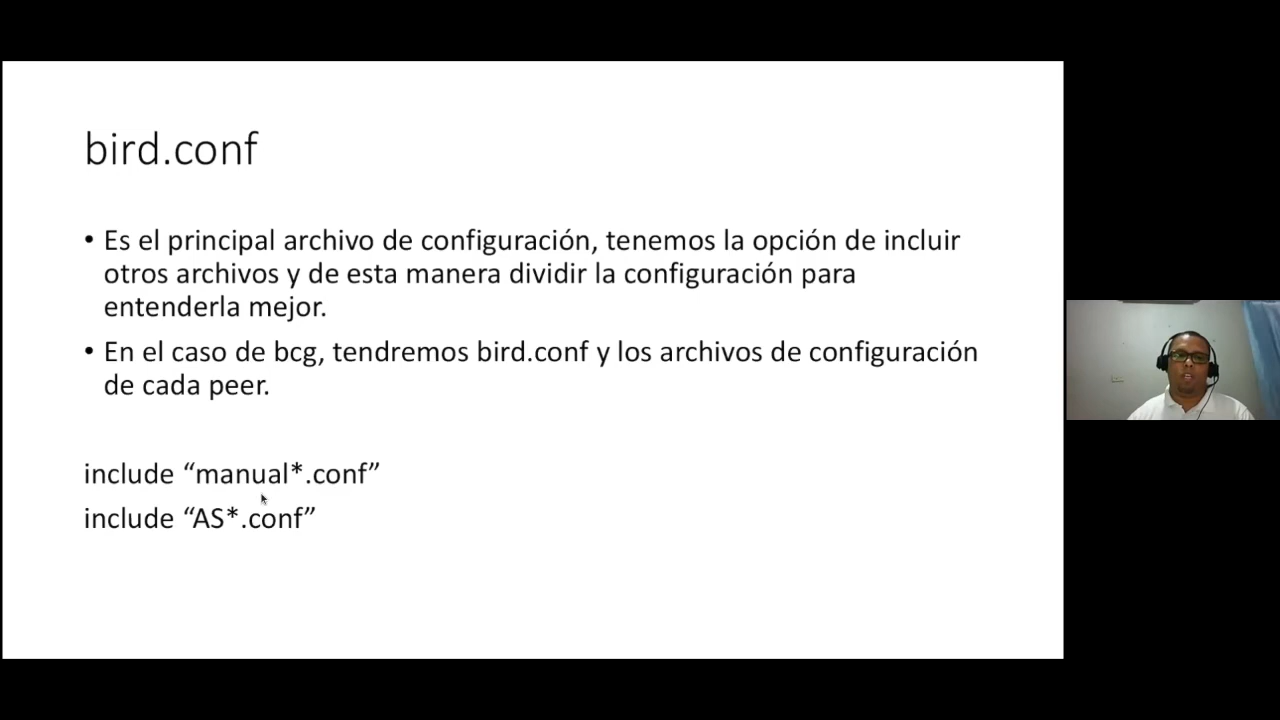 bird.conf
• Es el principal archivo de configuración, tenemos la opción de incluir
otros archivos y de esta manera dividir la configuración para
entenderla mejor.
• En el caso de bcg, tendremos bird.conf y los archivos de configuración
de cada peer.
include “manual*.conf”
include “AS*.conf”